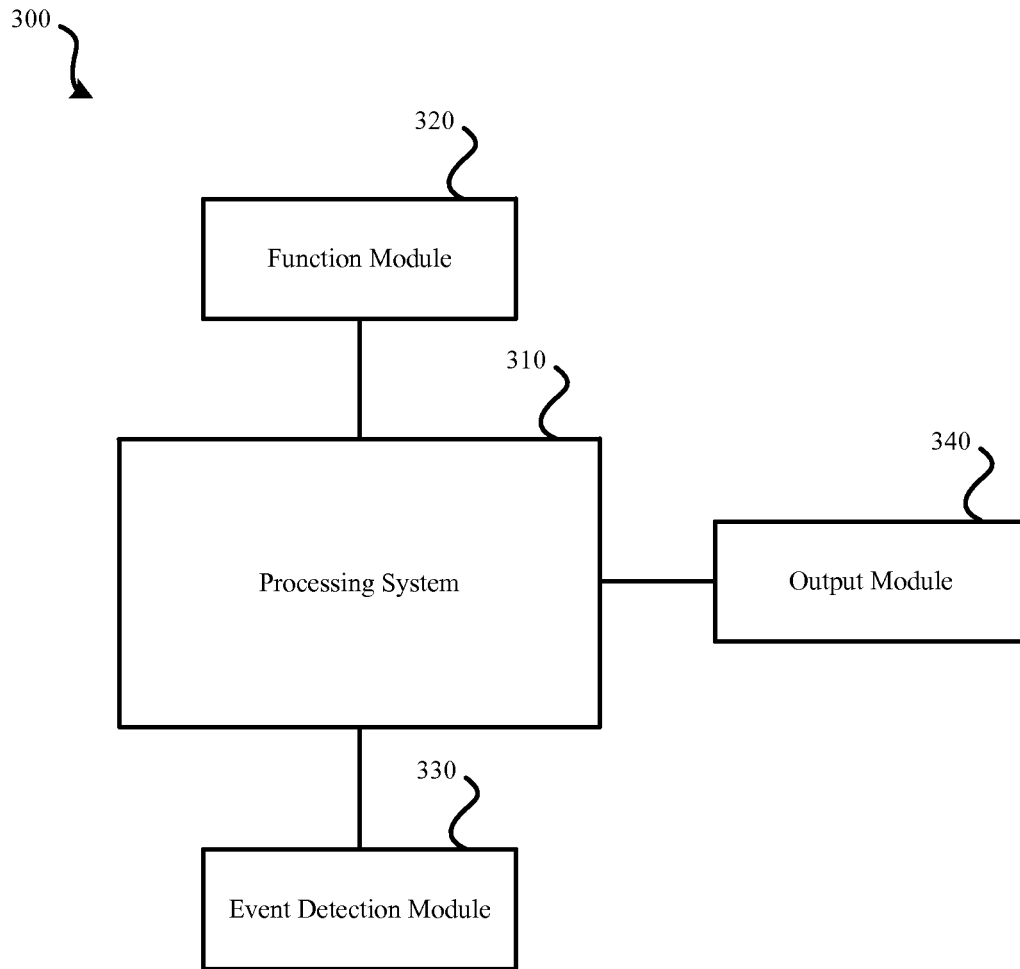 300
320
Function Module
310
340
Processing System
Output Module
330
Event Detection Module